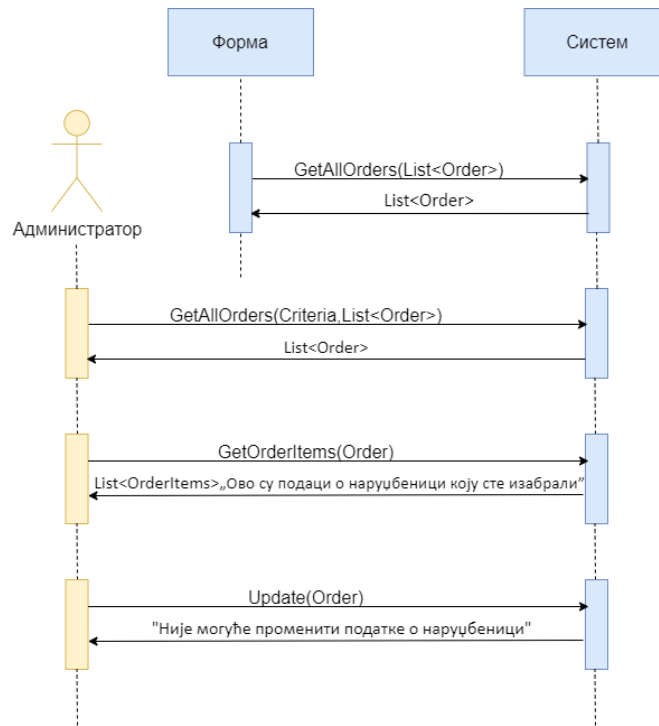 Форма
Систем
GetAllOrders(List<Order>)
List<Order>
Администратор
GetAllOrders(Criteria,List<Order>)
List<Order>
GetOrderItems(Order)
List<OrderItems>„Ово су подаци о наруџбеници коју сте изабрали”
Update(Order)
"Није могуће променити податке о наруџбеници"